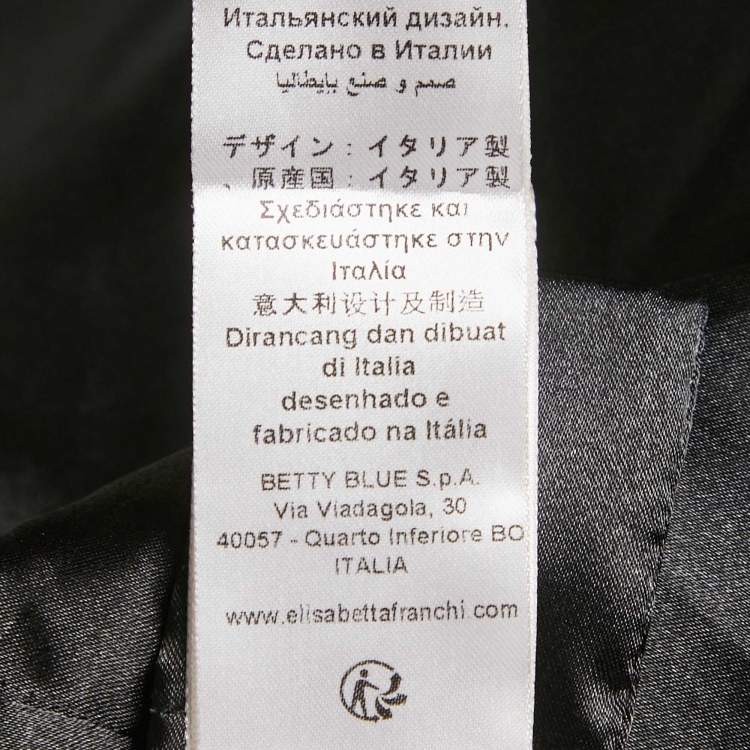 Итальянский дизайн.
Сделано в Италии
صمم و صنع بإيطاليا
デザイン：イタリア製
、原産国：イタリア製
Σχεδιάστηκε και
κατασκευάστηκε στην
Ιταλία
意大利设计及制造
Dirancang dan dibuat
di Italia
desenhado e
fabricado na Itália
BETTY BLUE S.p.A.
Via Viadagola, 30
40057 - Quarto Inferiore BO
ITALIA
www.elisabettafranchi.com